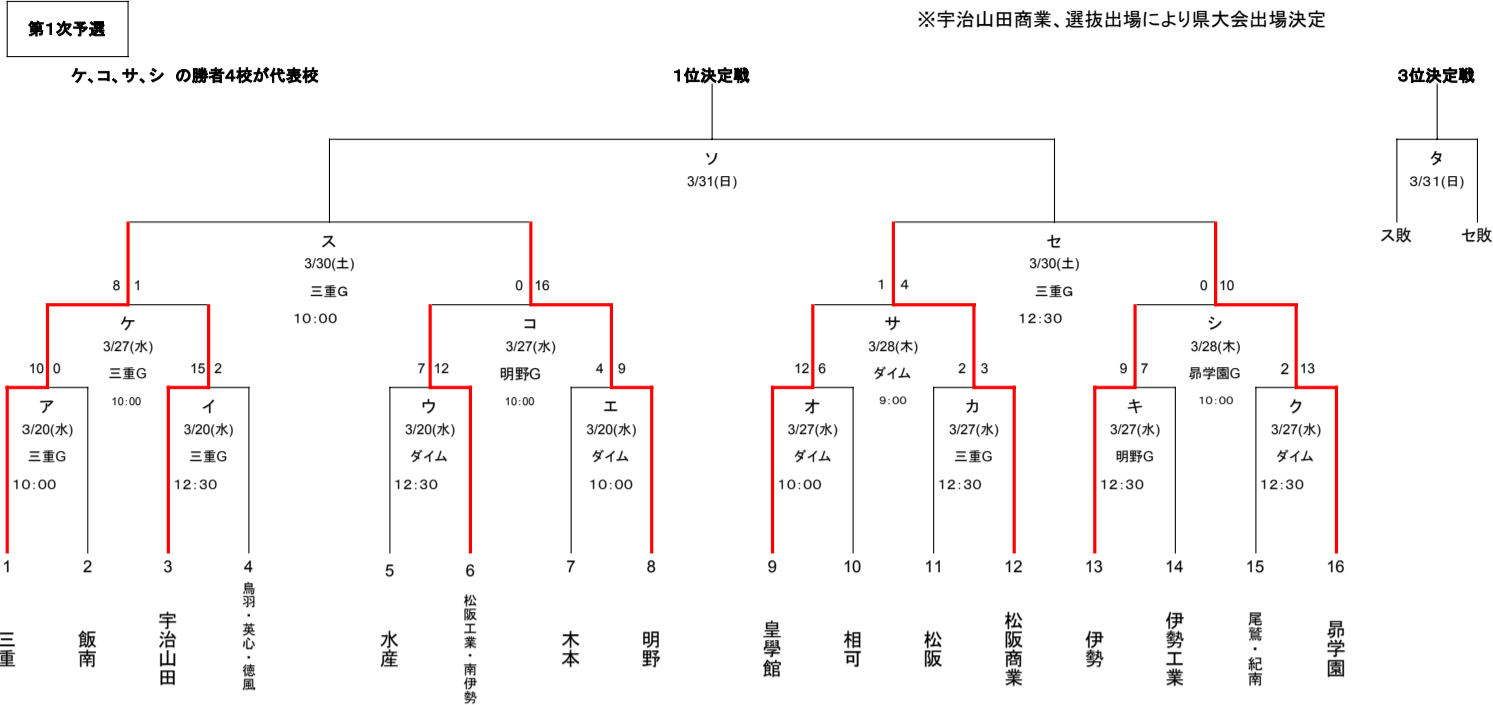 第1次予選
※宇治山田商業、選抜出場により県大会出場決定
ケ、コ、サ、シ の勝者4校が代表校
1位決定戦
3位決定戦
ソ
3/31(日)
タ
3/31(日)
ス敗
セ敗
ス
3/30(土)
三重G
10:00
セ
3/30(土)
三重G
12:30
8 1
0 16
1 4
0 10
ケ
3/27(水)
三重G
10:00
コ
3/27(水)
明野G
10:00
サ
3/28(木)
ダイム
9:00
シ
3/28(木)
昴学園G
10:00
10 0
15 2
7 12
4 9
12 6
2 3
9 7
2 13
ア
3/20(水)
三重G
10:00
イ
3/20(水)
三重G
12:30
ウ
3/20(水)
ダイム
12:30
エ
3/20(水)
ダイム
10:00
オ
3/27(水)
ダイム
10:00
カ
3/27(水)
三重G
12:30
キ
3/27(水)
明野G
12:30
ク
3/27(水)
ダイム
12:30
1
三重
2
飯南
3
宇治山田
4
鳥羽・英心・徳風
5
水産
6
松阪工業・南伊勢
7
木本
8
明野
9
皇學館
10
相可
11
松阪
12
松阪商業
13
伊勢
14
伊勢工業
15
尾鷲・紀南
16
昴学園